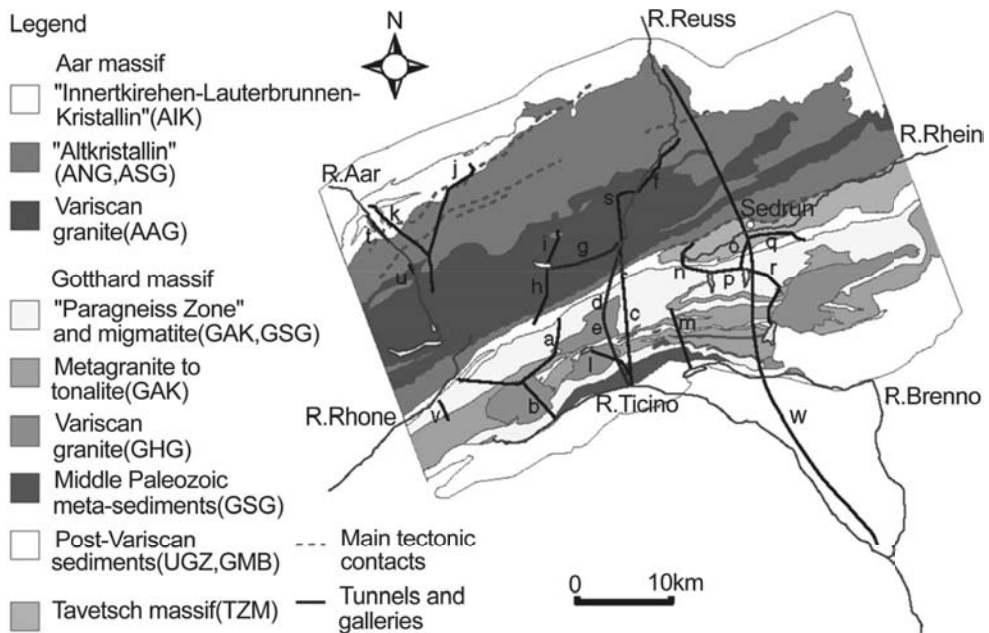 Legend
Aar massif
"Innertkirehen-Lauterbrunnen-
Kristallin"(AIK)
"Altkristallin"
(ANG,ASG)
Variscan
granite(AAG)
Gotthard massif
"Paragneiss Zone"
and migmatite(GAK,GSG)
Metagranite to
tonalite(GAK)
Variscan
granite(GHG)
Middle Paleozoic
meta-sediments(GSG)
Post-Variscan
sediments(UGZ,GMB)
Tavetsch massif(TZM)
Main tectonic
contacts
Tunnels and
galleries
N
R.Reuss
R.Rhein
R.Aar
j
k
t
u
f
s
i
g
h
Sedrun
o
q
n
p
r
d
e
c
m
a
l
b
v
R.Rhone
R.Ticino
R.Brenno
w
0
10km